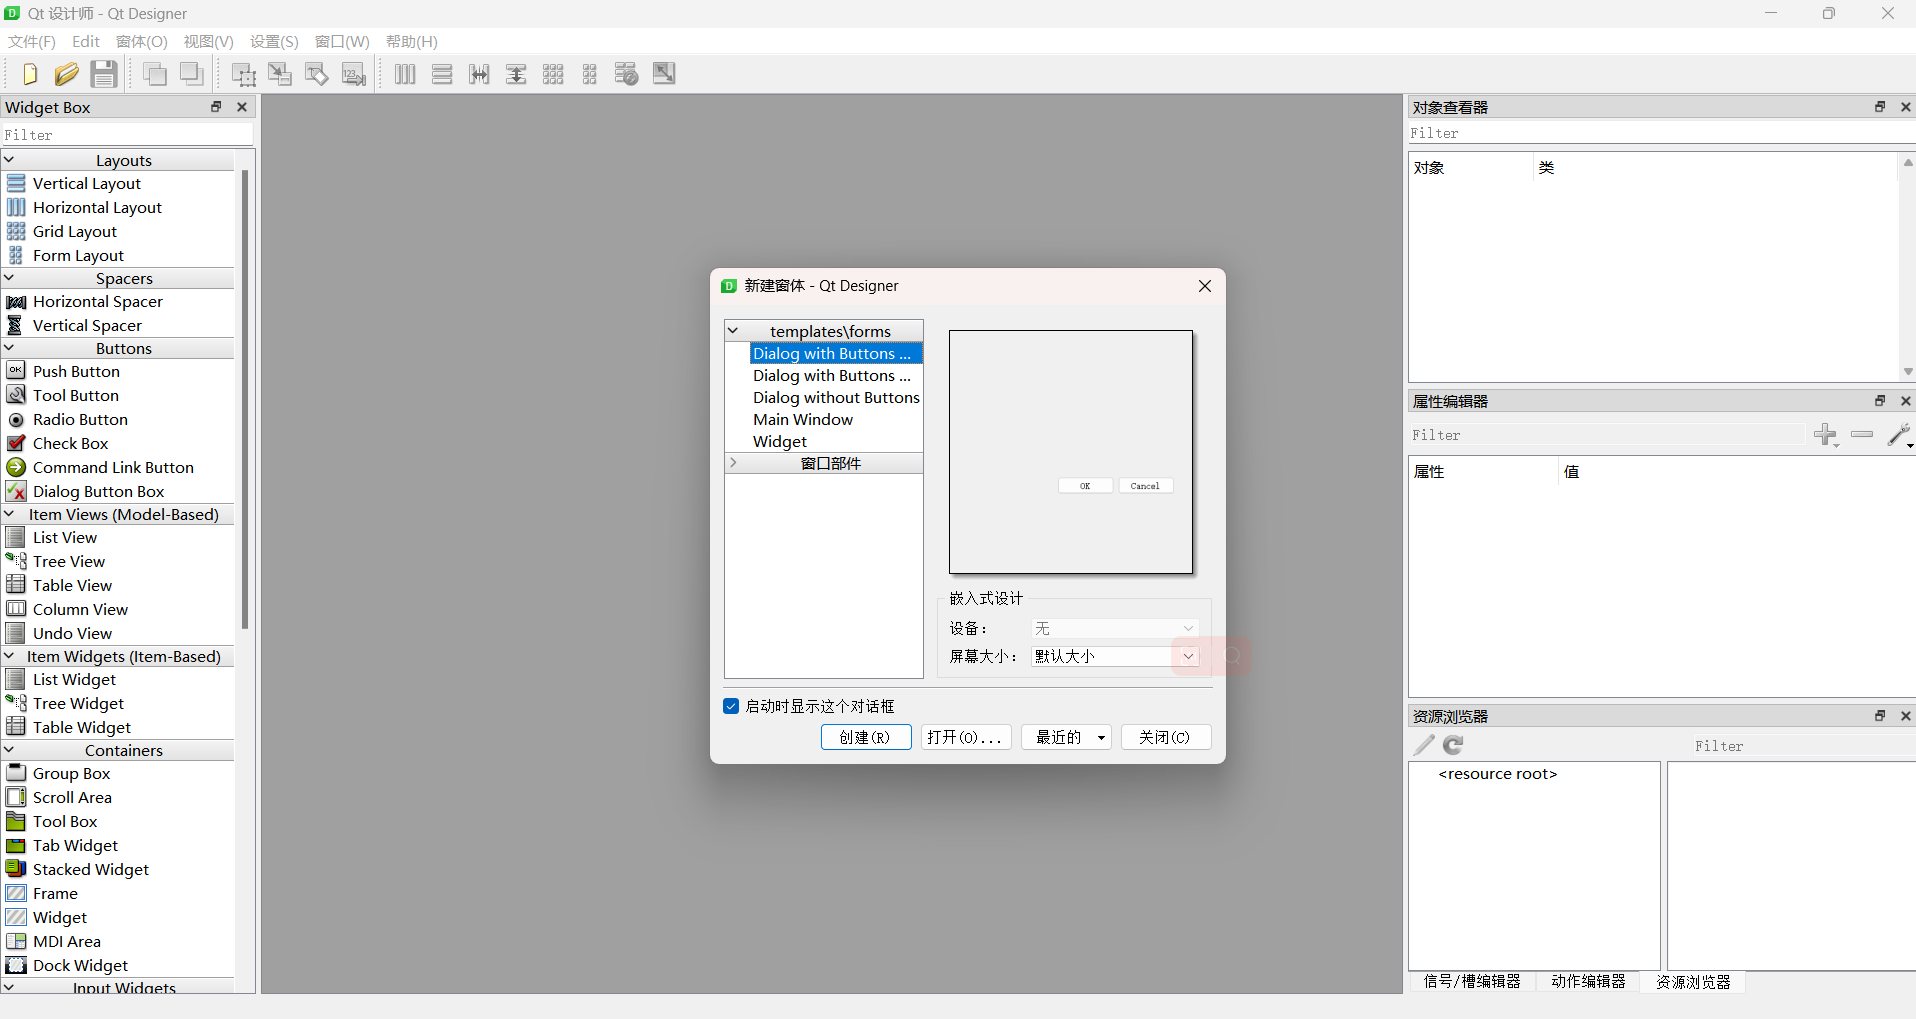 Qt 设计师 - Qt Designer
文件(F) Edit 窗体(O) 视图(V) 设置(S) 窗口(W) 帮助(H)
Widget Box
Filter
Layouts
Vertical Layout
Horizontal Layout
Grid Layout
Form Layout
Spacers
Horizontal Spacer
Vertical Spacer
Buttons
Push Button
Tool Button
Radio Button
Check Box
Command Link Button
Dialog Button Box
Item Views (Model-Based)
List View
Tree View
Table View
Column View
Undo View
Item Widgets (Item-Based)
List Widget
Tree Widget
Table Widget
Containers
Group Box
Scroll Area
Tool Box
Tab Widget
Stacked Widget
Frame
Widget
MDI Area
Dock Widget
Input Widgets
新建窗体 - Qt Designer
templates\forms
Dialog with Buttons ...
Dialog with Buttons ...
Dialog without Buttons
Main Window
Widget
窗口部件
OK Cancel
嵌入式设计
设备： 无
屏幕大小： 默认大小
启动时显示这个对话框
创建(R) 打开(O)... 最近的 关闭(C)
对象查看器
Filter
对象 类
属性编辑器
Filter
属性 值
资源浏览器
Filter
<resource root>
信号/槽编辑器 动作编辑器 资源浏览器